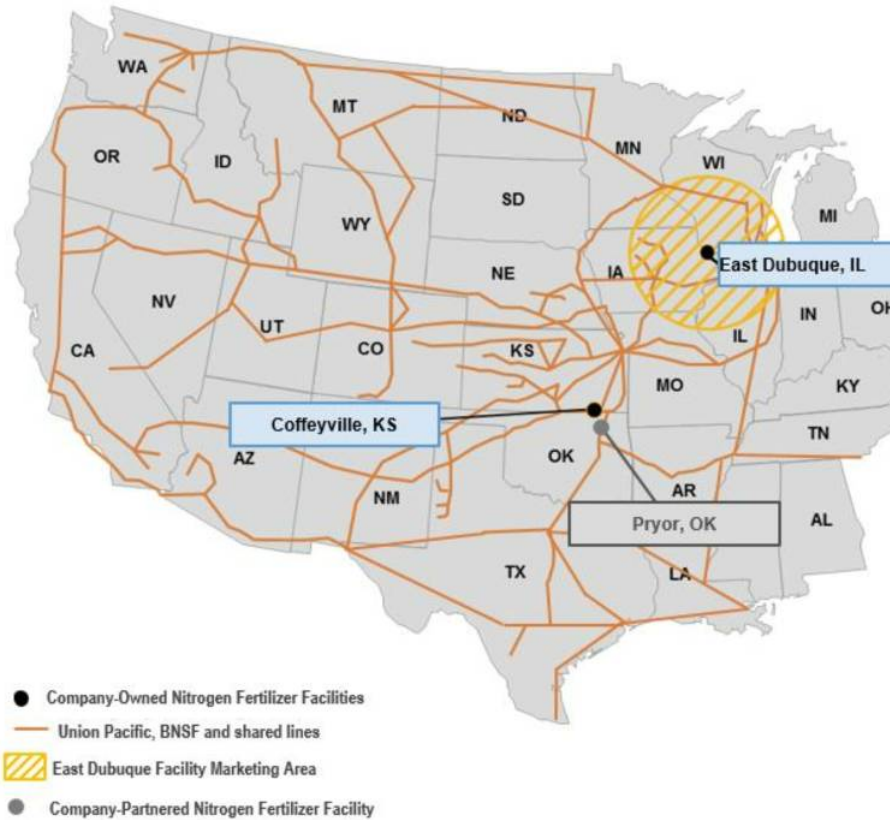 WA
MT
ND
MN
OR
ID
WI
SD
MI
WY
East Dubuque, IL
NE
IA
NV
IN
OH
UT
IL
CA
CO
KS
MO
KY
Coffeyville, KS
TN
AZ
OK
NM
AR
Pryor, OK
AL
TX
LA
Company-Owned Nitrogen Fertilizer Facilities
Union Pacific, BNSF and shared lines
East Dubuque Facility Marketing Area
Company-Partnered Nitrogen Fertilizer Facility